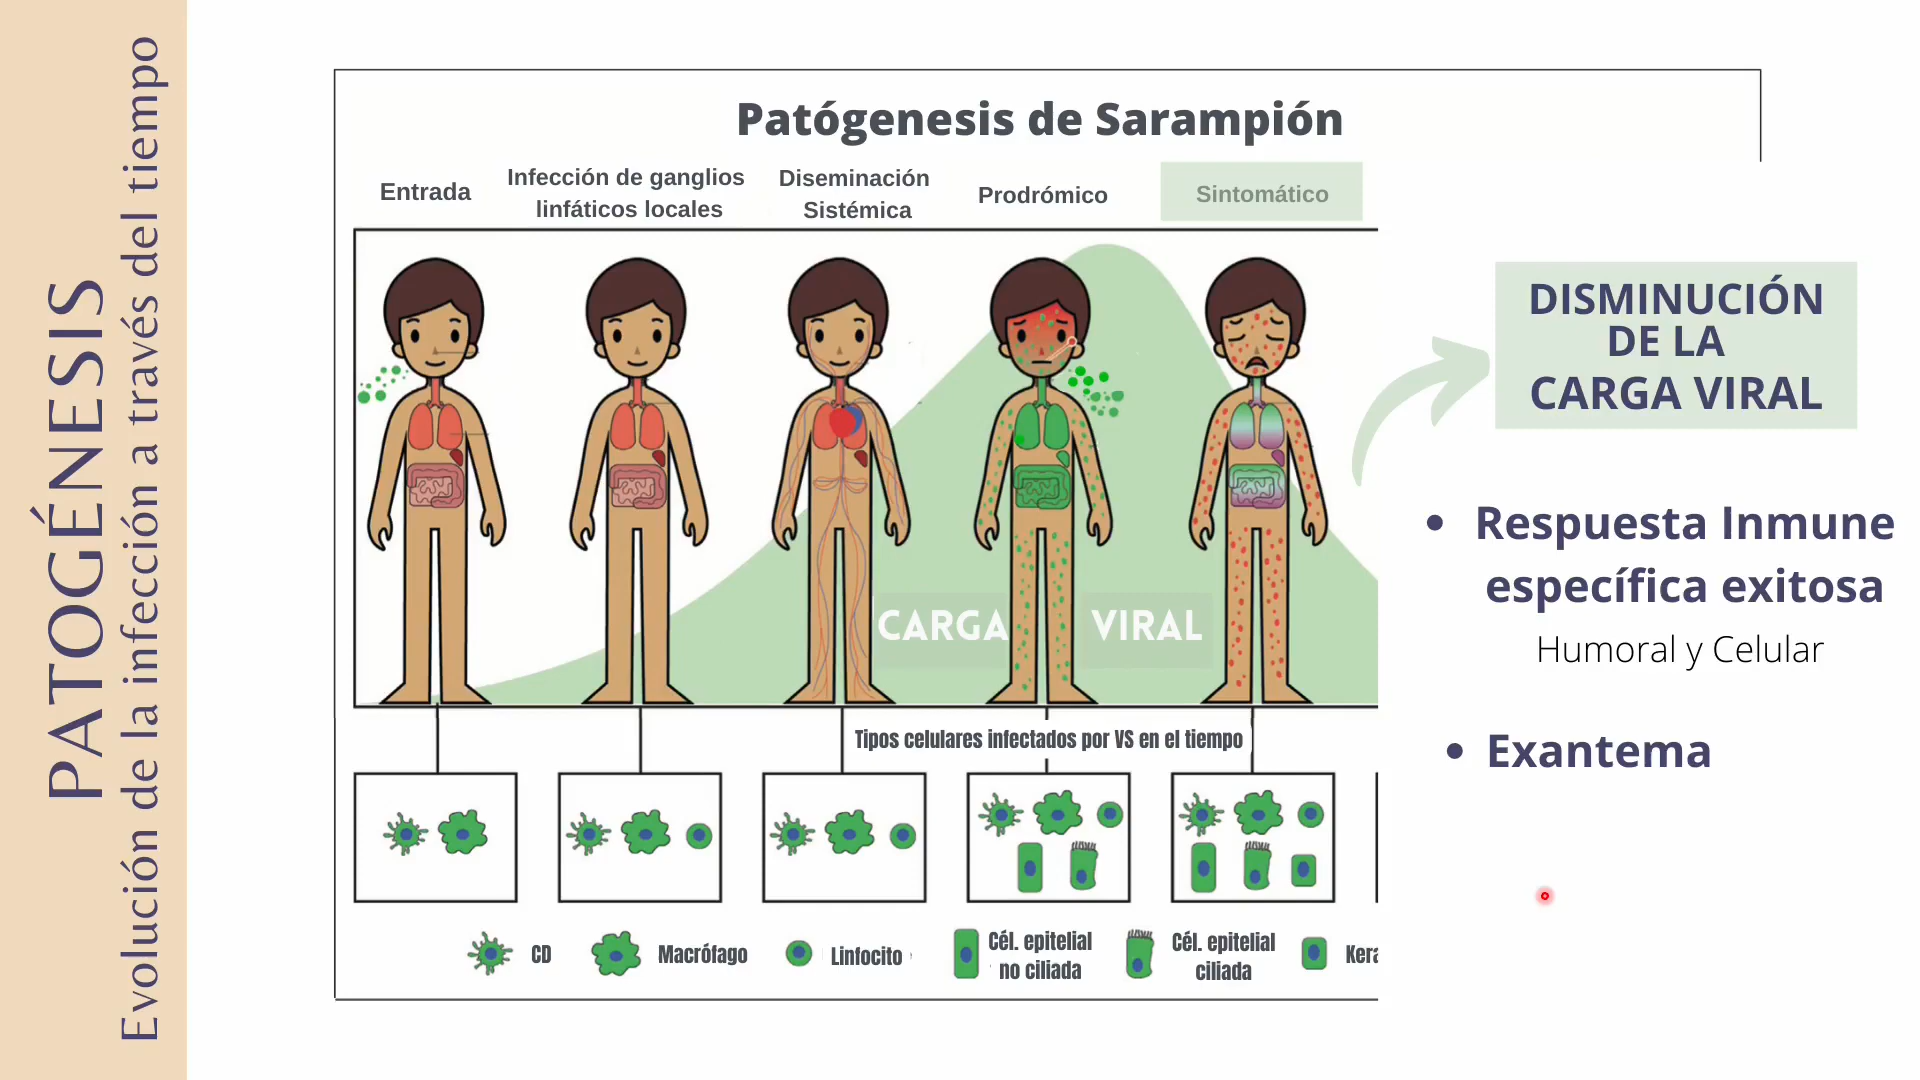 PATOGÉNESIS
Evolución de la infección a través del tiempo
Patógenesis de Sarampión
Entrada
Infección de ganglios
linfáticos locales
Diseminación
Sistémica
Prodrómico
Sintomático
CARGA VIRAL
DISMINUCIÓN
DE LA
CARGA VIRAL
• Respuesta Inmune
específica exitosa
Humoral y Celular
• Exantema
Tipos celulares infectados por VS en el tiempo
CD
Macrófago
Linfocito
Cél. epitelial
no ciliada
Cél. epitelial
ciliada